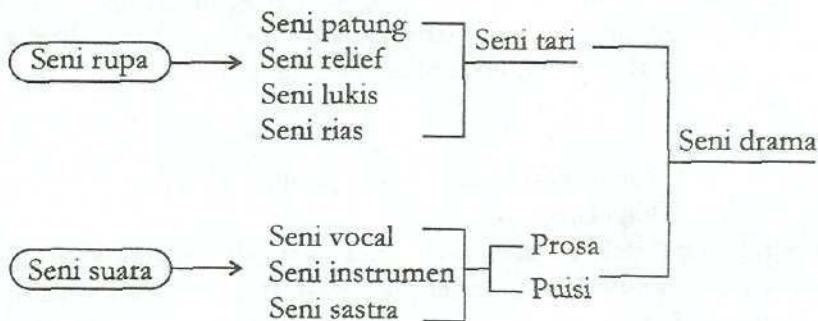 Seni rupa
Seni patung
Seni relief
Seni lukis
Seni rias
Seni tari
Seni drama
Seni suara
Seni vocal
Seni instrumen
Seni sastra
Prosa
Puisi